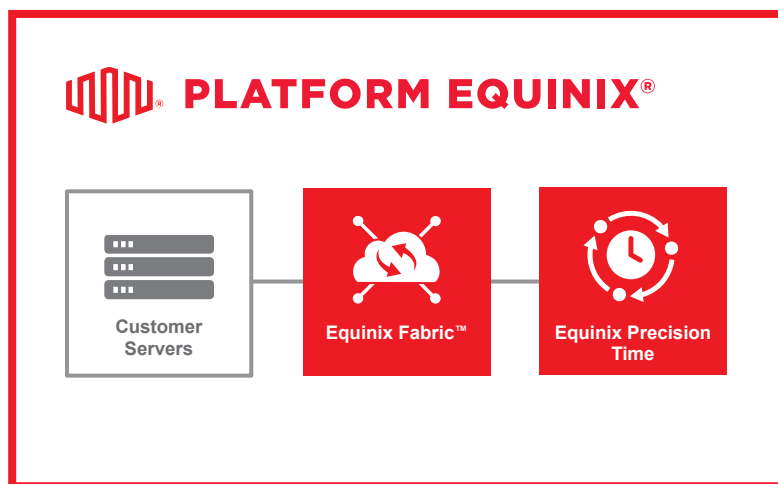 ® PLATFORM EQUINIX®
Customer
Servers
Equinix Fabric™
Equinix Precision
Time